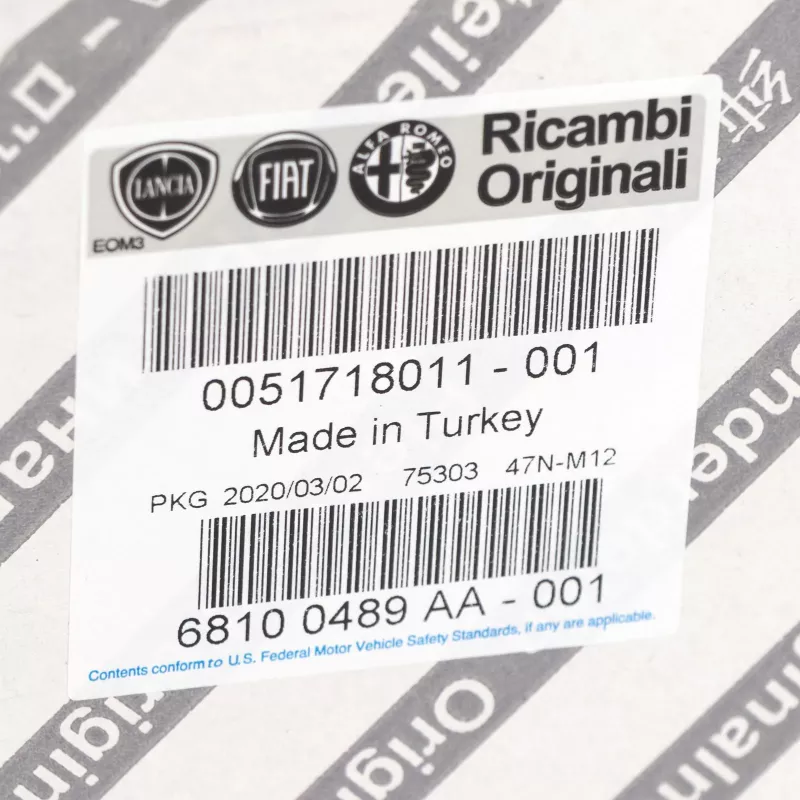 LANCIA
FIAT
ALFA ROMEO
Ricambi
Originali
EOM3
0051718011 - 001
Made in Turkey
PKG 2020/03/02 75303 47N-M12
6810 0489 AA - 001
Contents conform to U.S. Federal Motor Vehicle Safety Standards, if any are applicable.